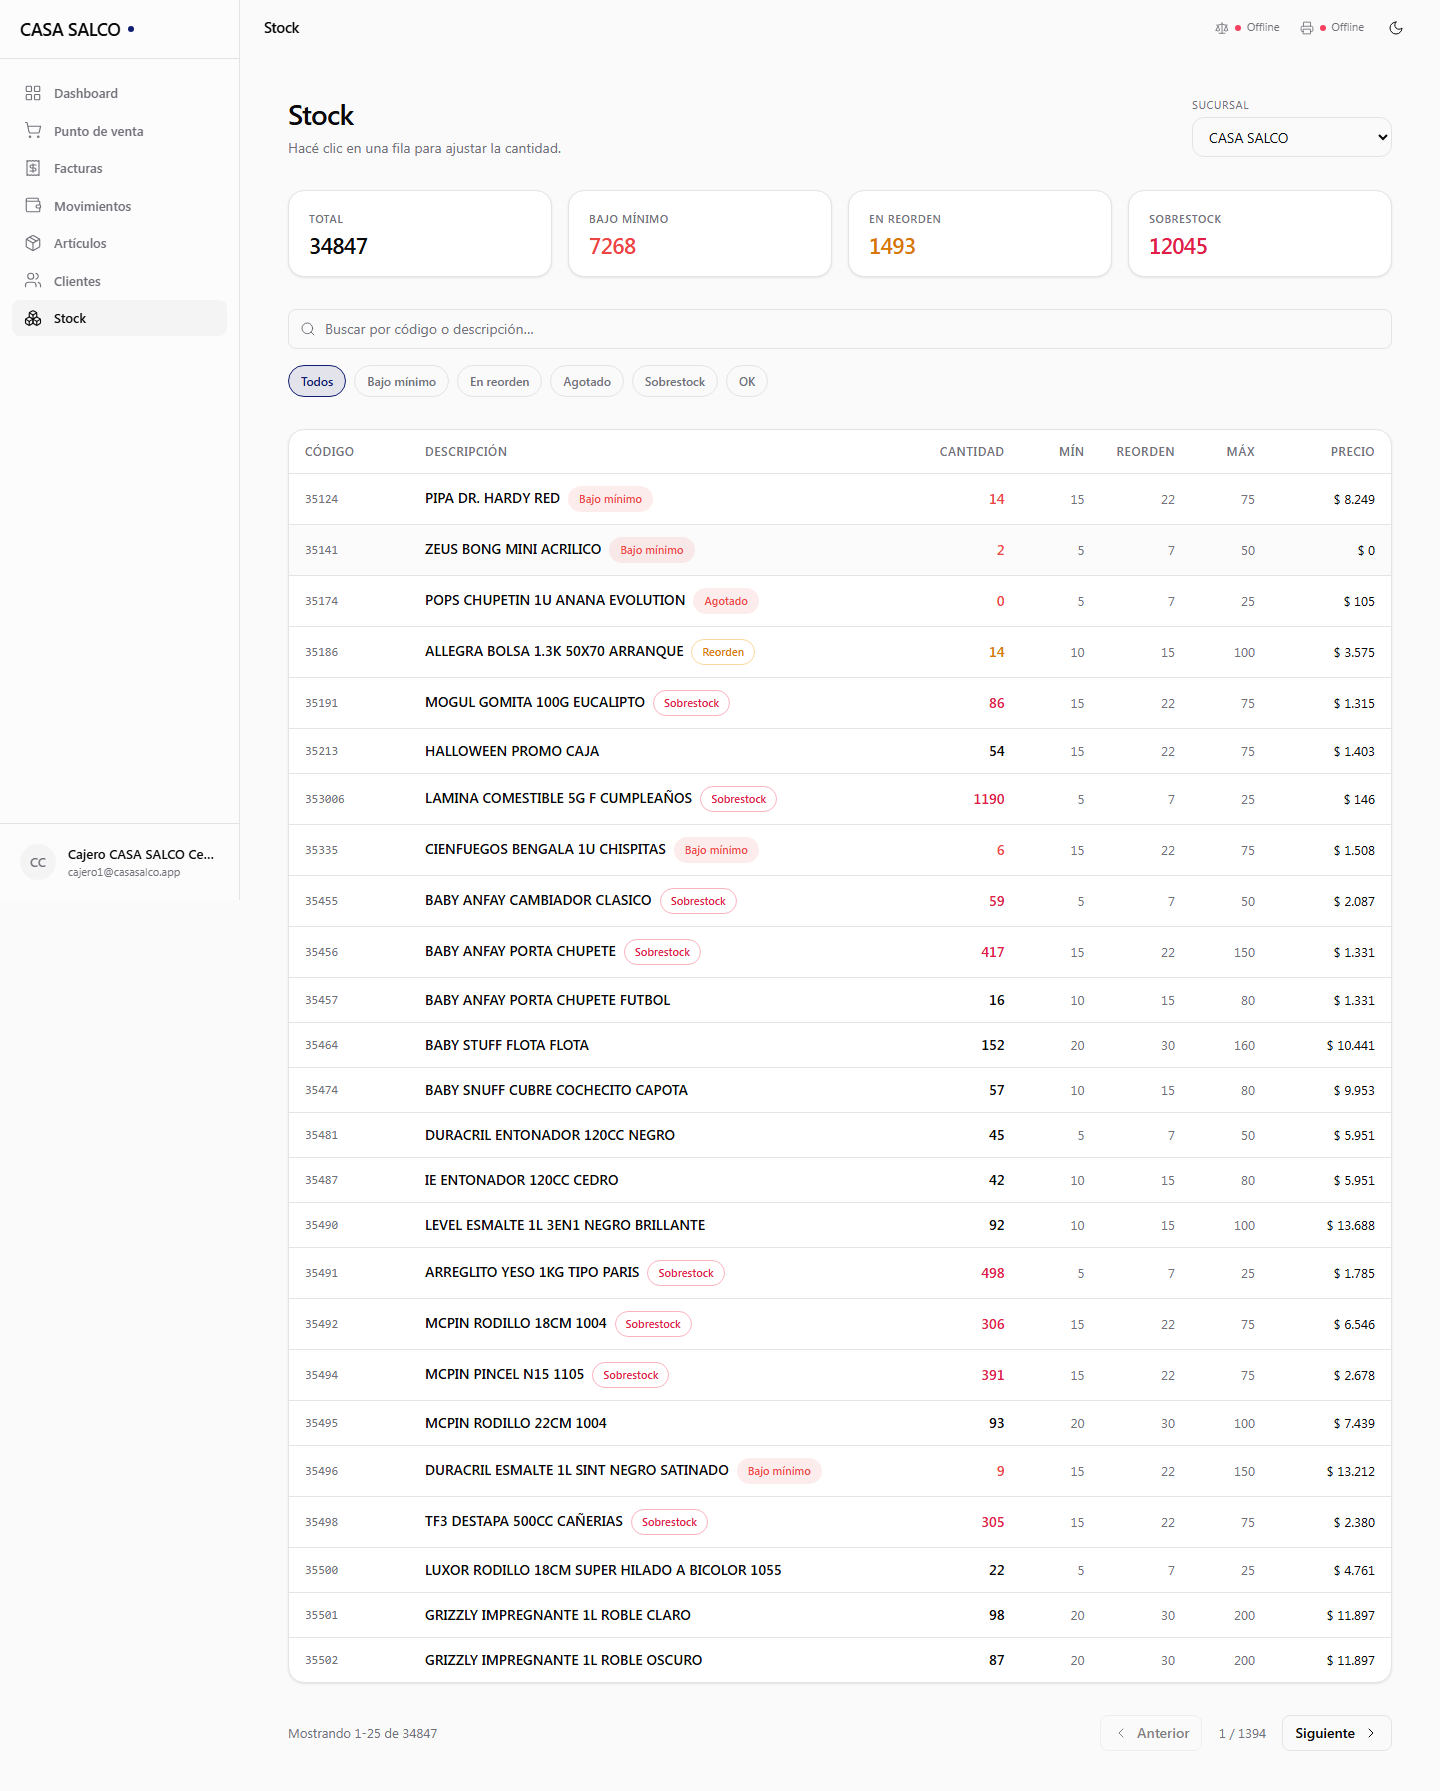 CASA SALCO
Stock
Offline
Offline
Dashboard
Punto de venta
Facturas
Movimientos
Artículos
Clientes
Stock
Cajero CASA SALCO Ce...
CC
cajero1@casasalco.app
Stock
Hacé clic en una fila para ajustar la cantidad.
SUCURSAL
CASA SALCO
TOTAL
34847
BAJO MÍNIMO
7268
EN REORDEN
1493
SOBRESTOCK
12045
Buscar por código o descripción...
Todos Bajo mínimo En reorden Agotado Sobrestock OK
CÓDIGO DESCRIPCIÓN CANTIDAD MÍN REORDEN MÁX PRECIO
35124 PIPA DR. HARDY RED Bajo mínimo 14 15 22 75 $ 8.249
35141 ZEUS BONG MINI ACRILICO Bajo mínimo 2 5 7 50 $ 0
35174 POPS CHUPETIN 1U ANANA EVOLUTION Agotado 0 5 7 25 $ 105
35186 ALLEGRA BOLSA 1.3K 50X70 ARRANQUE Reorden 14 10 15 100 $ 3.575
35191 MOGUL GOMITA 100G EUCALIPTO Sobrestock 86 15 22 75 $ 1.315
35213 HALLOWEEN PROMO CAJA 54 15 22 75 $ 1.403
353006 LAMINA COMESTIBLE 5G F CUMPLEAÑOS Sobrestock 1190 5 7 25 $ 146
35335 CIENFUEGOS BENGALA 1U CHISPITAS Bajo mínimo 6 15 22 75 $ 1.508
35455 BABY ANFAY CAMBIADOR CLASICO Sobrestock 59 5 7 50 $ 2.087
35456 BABY ANFAY PORTA CHUPETE Sobrestock 417 15 22 150 $ 1.331
35457 BABY ANFAY PORTA CHUPETE FUTBOL 16 10 15 80 $ 1.331
35464 BABY STUFF FLOTA FLOTA 152 20 30 160 $ 10.441
35474 BABY SNUFF CUBRE COCHECITO CAPOTA 57 10 15 80 $ 9.953
35481 DURACRIL ENTONADOR 120CC NEGRO 45 5 7 50 $ 5.951
35487 IE ENTONADOR 120CC CEDRO 42 10 15 80 $ 5.951
35490 LEVEL ESMALTE 1L 3EN1 NEGRO BRILLANTE 92 10 15 100 $ 13.688
35491 ARREGLITO YESO 1KG TIPO PARIS Sobrestock 498 5 7 25 $ 1.785
35492 MCPIN RODILLO 18CM 1004 Sobrestock 306 15 22 75 $ 6.546
35494 MCPIN PINCEL N15 1105 Sobrestock 391 15 22 75 $ 2.678
35495 MCPIN RODILLO 22CM 1004 93 20 30 100 $ 7.439
35496 DURACRIL ESMALTE 1L SINT NEGRO SATINADO Bajo mínimo 9 15 22 150 $ 13.212
35498 TF3 DESTAPA 500CC CAÑERIAS Sobrestock 305 15 22 75 $ 2.380
35500 LUXOR RODILLO 18CM SUPER HILADO A BICOLOR 1055 22 5 7 25 $ 4.761
35501 GRIZZLY IMPREGNANTE 1L ROBLE CLARO 98 20 30 200 $ 11.897
35502 GRIZZLY IMPREGNANTE 1L ROBLE OSCURO 87 20 30 200 $ 11.897
Mostrando 1-25 de 34847 Anterior 1 / 1394 Siguiente